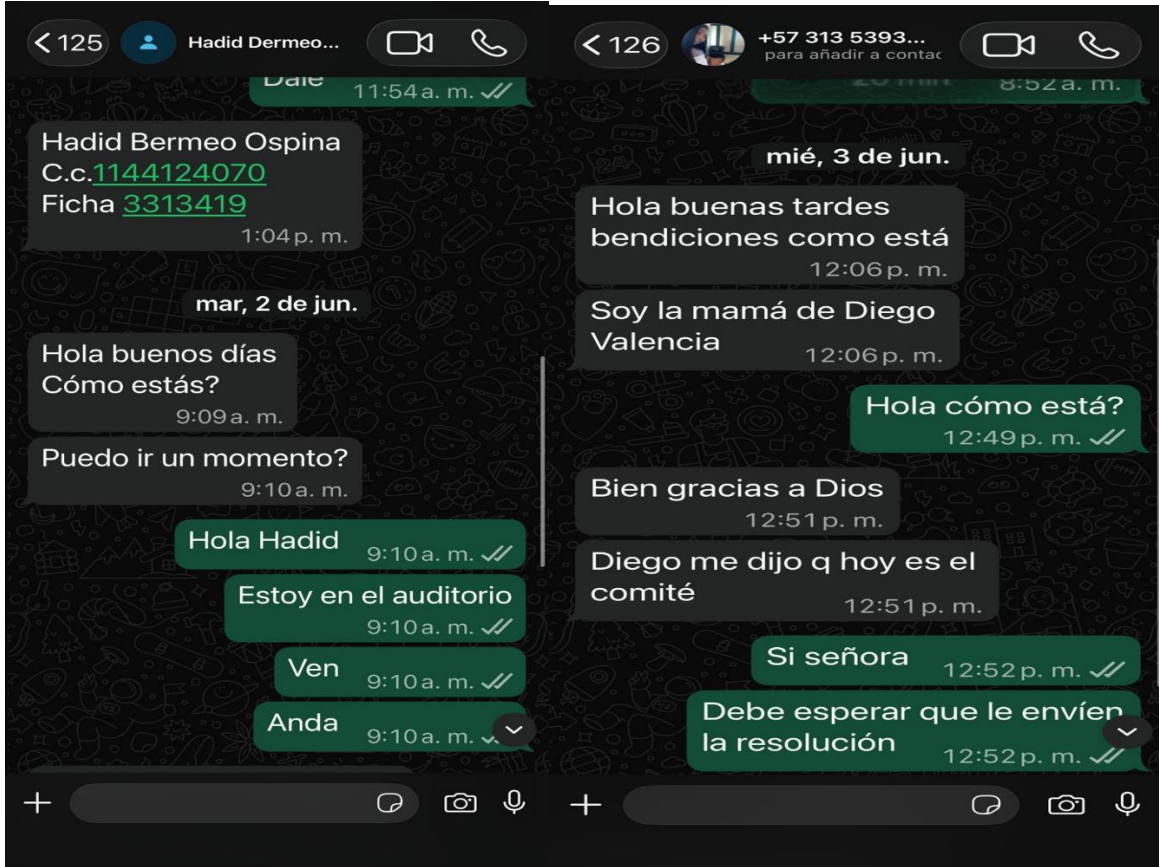 125
Hadid Dermeo...
Dale
11:54 a. m.
Hadid Bermeo Ospina
C.c.1144124070
Ficha 3313419
1:04 p. m.
mar, 2 de jun.
Hola buenos días
Cómo estás?
9:09 a. m.
Puedo ir un momento?
9:10 a. m.
Hola Hadid
9:10 a. m.
Estoy en el auditorio
9:10 a. m.
Ven
9:10 a. m.
Anda
9:10 a. m.
126
+57 313 5393...
para añadir a contac
20 min
8:52 a. m.
mié, 3 de jun.
Hola buenas tardes
bendiciones como está
12:06 p. m.
Soy la mamá de Diego
Valencia
12:06 p. m.
Hola cómo está?
12:49 p. m.
Bien gracias a Dios
12:51 p. m.
Diego me dijo q hoy es el
comité
12:51 p. m.
Si señora
12:52 p. m.
Debe esperar que le envíen
la resolución
12:52 p. m.